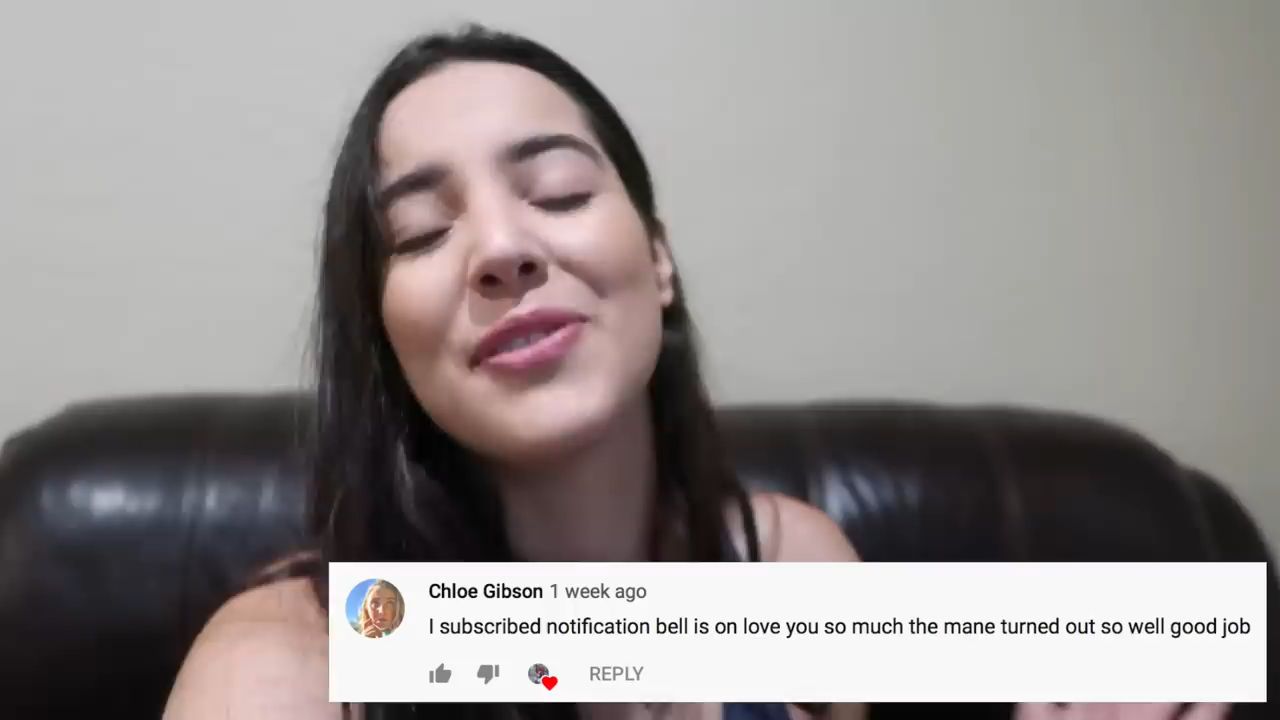 Chloe Gibson 1 week ago
I subscribed notification bell is on love you so much the mane turned out so well good job
REPLY